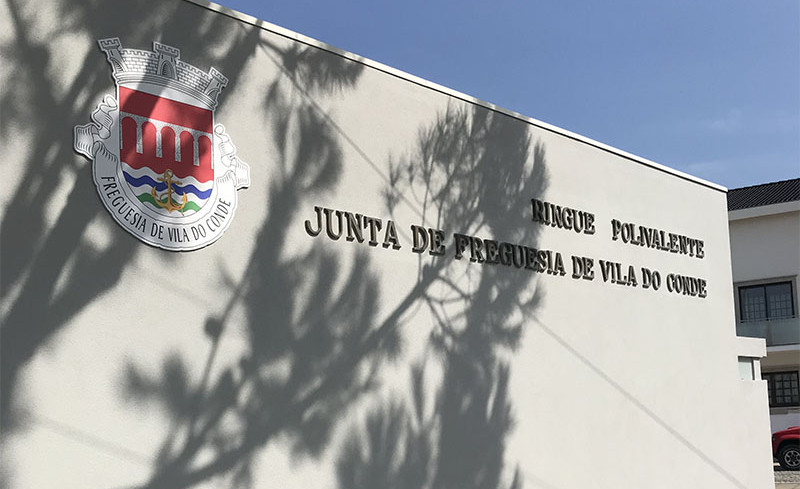 FREGUESIA DE VILA DO CONDE
RINGUE POLIVALENTE
JUNTA DE FREGUESIA DE VILA DO CONDE